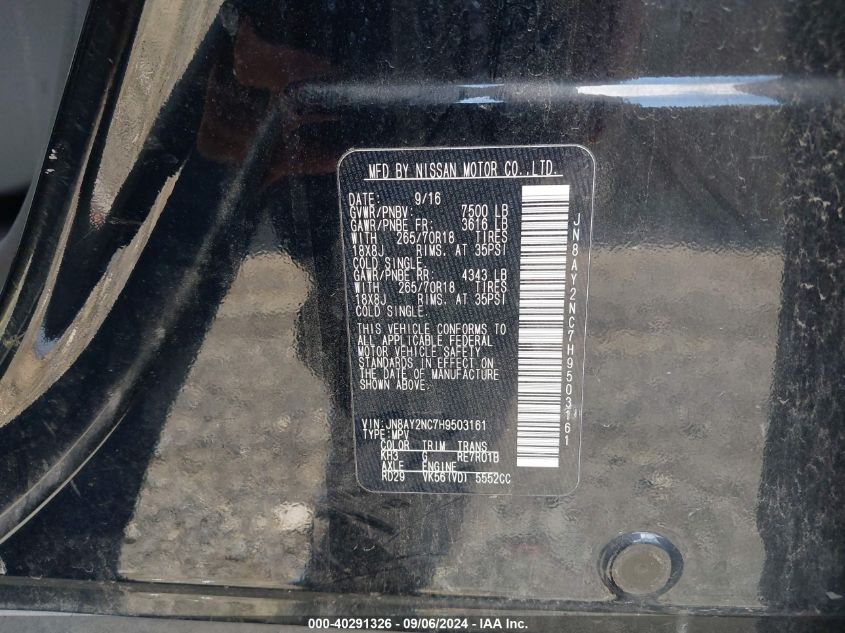 MFD BY NISSAN MOTOR CO.,LTD.
DATE: 9/16
GVWR/PNBV: 7500 LB
GAWR/PNBE FR: 3616 LB
WITH 265/70R18 TIRES
18X8J RIMS. AT 35PSI
COLD SINGLE
GAWR/PNBE RR: 4343 LB
WITH 265/70R18 TIRES
18X8J RIMS. AT 35PSI
COLD SINGLE
THIS VEHICLE CONFORMS TO
ALL APPLICABLE FEDERAL
MOTOR VEHICLE SAFETY
STANDARDS IN EFFECT ON
THE DATE OF MANUFACTURE
SHOWN ABOVE.
VIN:JN8AY2NC7H9503161
TYPE:MPV
COLOR TRIM TRANS
KH3 G RE7R01B
AXLE ENGINE
RD29 VK56(VD) 5552CC
JN8AY2NC7H9503161
000-40291326 - 09/06/2024 - IAA Inc.